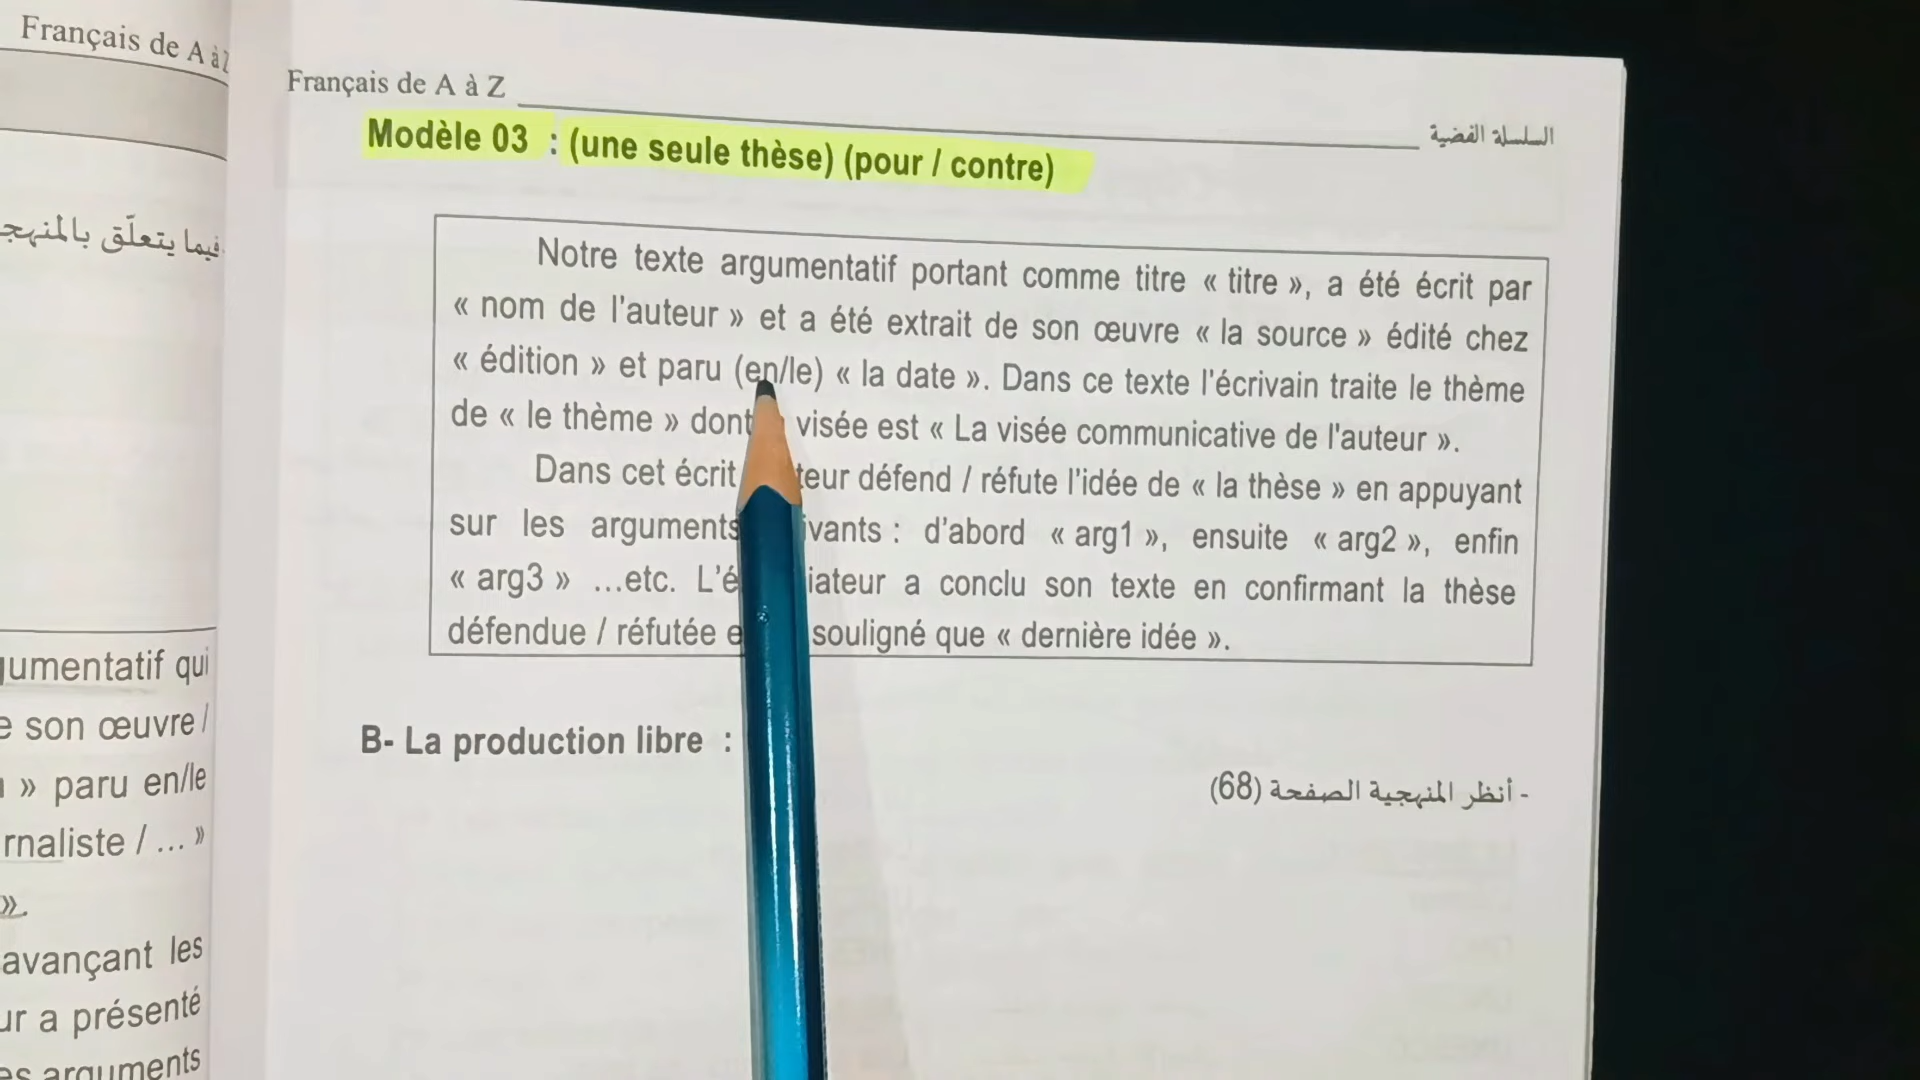 Français de A à Z
فيما يتعلّق بالمنهج
gumentatif qui
son œuvre /
» paru en/le
rnaliste / ... »
».
avançant les
ur a présenté
es arguments
Français de A à Z
السلسلة الفضية
Modèle 03 : (une seule thèse) (pour / contre)
Notre texte argumentatif portant comme titre « titre », a été écrit par
« nom de l'auteur » et a été extrait de son œuvre « la source » édité chez
« édition » et paru (en/le) « la date ». Dans ce texte l'écrivain traite le thème
de « le thème » dont visée est « La visée communicative de l'auteur ».
Dans cet écrit teur défend / réfute l'idée de « la thèse » en appuyant
sur les arguments ivants : d'abord « arg1 », ensuite « arg2 », enfin
« arg3 » ...etc. L'é iateur a conclu son texte en confirmant la thèse
défendue / réfutée e souligné que « dernière idée ».
B- La production libre :
- أنظر المنهجية الصفحة (68)